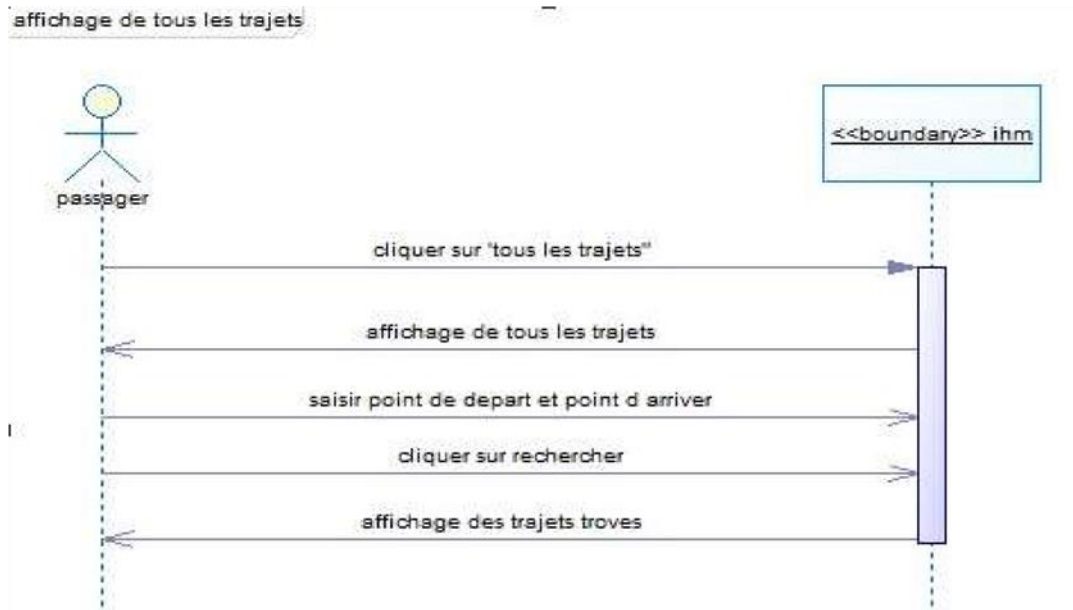 affichage de tous les trajets
passager
<<boundary>> ihm
cliquer sur 'tous les trajets"
affichage de tous les trajets
saisir point de depart et point d arriver
cliquer sur rechercher
affichage des trajets troves